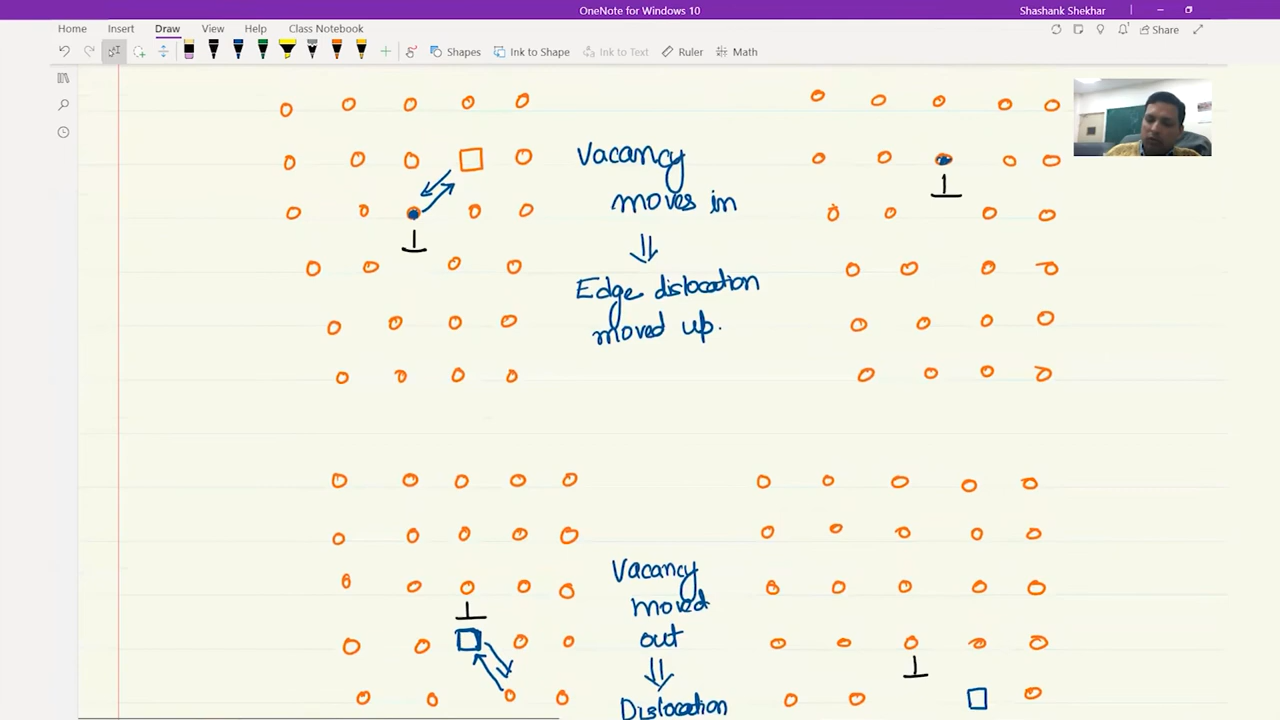 OneNote for Windows 10
Shashank Shekhar
Home Insert Draw View Help Class Notebook
Share
Shapes Ink to Shape Ink to Text Ruler Math
Vacancy
moves in
⇓
Edge dislocation
moved up.
Vacancy
moved
out
⇓
Dislocation